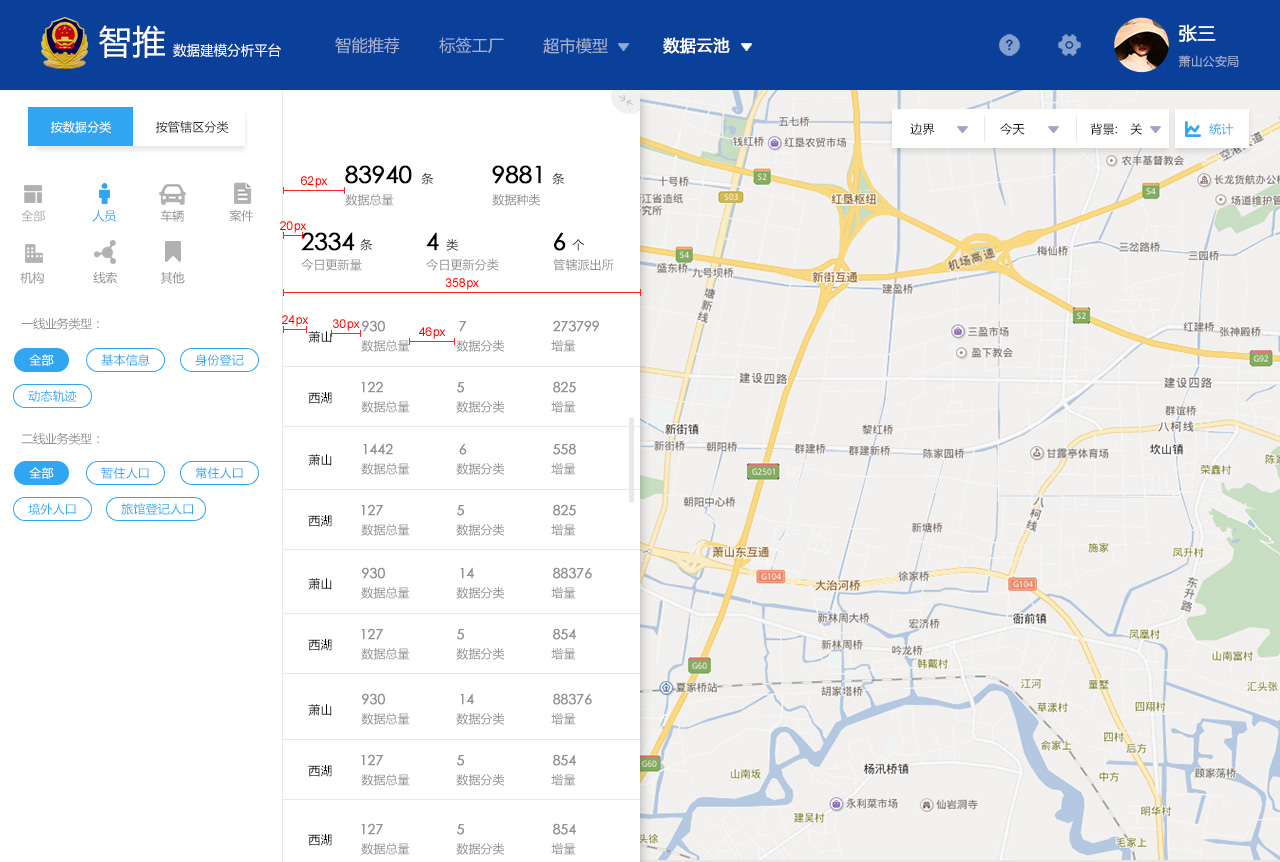 智推 数据建模分析平台
智能推荐 标签工厂 超市模型 数据云池
?
张三
萧山公安局
按数据分类 按管辖区分类
全部 人员 车辆 案件
机构 线索 其他
一线业务类型：
全部 基本信息 身份登记
动态轨迹
二线业务类型：
全部 暂住人口 常住人口
境外人口 旅馆登记人口
62px 83940 条 9881 条
数据总量 数据种类
20px
2334 条 4 类 6 个
今日更新量 今日更新分类 管辖派出所
358px
24px 30px 46px
萧山 930 7 273799
数据总量 数据分类 增量
西湖 122 5 825
数据总量 数据分类 增量
萧山 1442 6 558
数据总量 数据分类 增量
西湖 127 5 825
数据总量 数据分类 增量
萧山 930 14 88376
数据总量 数据分类 增量
西湖 127 5 854
数据总量 数据分类 增量
萧山 930 14 88376
数据总量 数据分类 增量
西湖 127 5 854
数据总量 数据分类 增量
西湖 127 5 854
数据总量 数据分类 增量
边界 今天 背景: 关 统计
五七桥
钱红桥 红垦农贸市场
空港高速
农丰基督教会
十号桥 S2 S4 长龙货航办公
江省造纸 S03 红垦枢纽 场道维护管
究所
S4 机场高速 梅仙桥 三岔路桥 三园桥
盛东桥 九号坝桥 新街互通
建盈桥
塘新线
S2
三盈市场 红建桥 张神殿桥
盈下教会 G92
建设四路 建设四路
群谊桥
新街镇 黎红桥 八柯线
新街桥 朝阳桥 群建桥 群建新桥 陈家园桥 甘露亭体育场 坎山镇
G2501 荣鑫村 陈家
朝阳中心桥
新塘桥 八柯线
萧山东互通 施家 凤升村
G104 徐家桥 G104
大治河桥 东升路
新林周大桥 宏济桥 衙前镇
新林周桥 吟龙桥 凤凰村
G60 韩戴村 山南富村
夏家桥站 胡家塔桥 江河 童墅 汇头张
草漾村 四翔村
俞家上 四村 后方
G60 山南坂 杨汛桥镇 中方 顾家荡桥
永利菜市场 仙岩洞寺
建吴村 明华村
头徐 毛家上